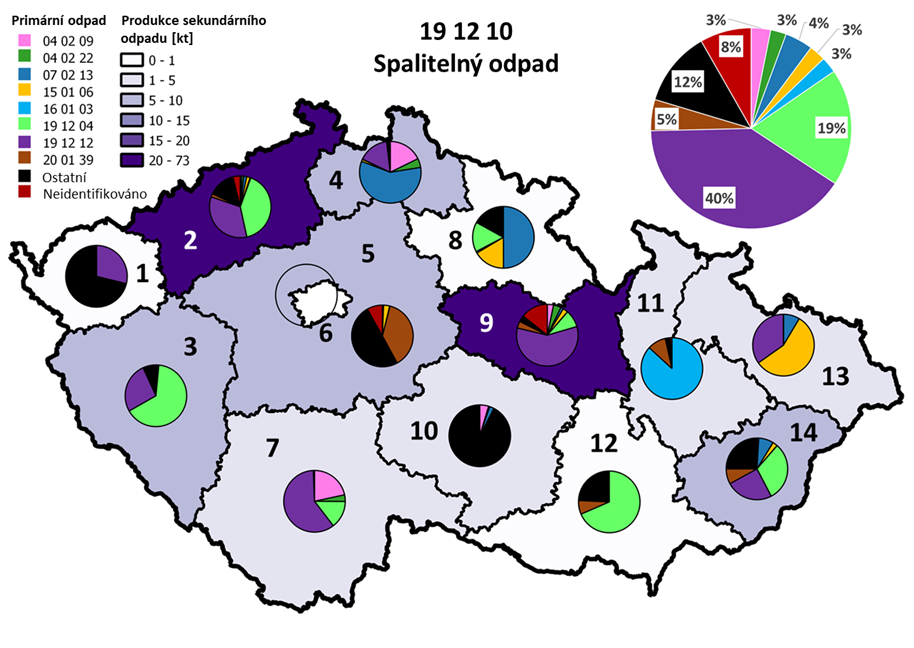 Primární odpad
04 02 09
04 02 22
07 02 13
15 01 06
16 01 03
19 12 04
19 12 12
20 01 39
Ostatní
Neidentifikováno
Produkce sekundárního
odpadu [kt]
0 - 1
1 - 5
5 - 10
10 - 15
15 - 20
20 - 73
19 12 10
Spalitelný odpad
3%
3%
4%
3%
3%
8%
12%
5%
19%
40%
1
2
3
4
5
6
7
8
9
10
11
12
13
14